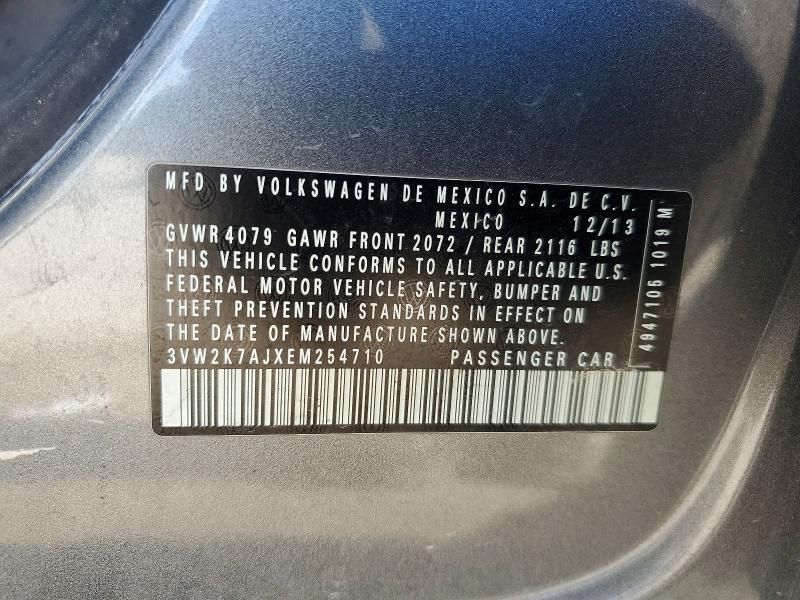 MFD BY VOLKSWAGEN DE MEXICO S.A. DE C.V.
MEXICO 12/13
GVWR 4079 GAWR FRONT 2072 / REAR 2116 LBS
THIS VEHICLE CONFORMS TO ALL APPLICABLE U.S.
FEDERAL MOTOR VEHICLE SAFETY, BUMPER AND
THEFT PREVENTION STANDARDS IN EFFECT ON
THE DATE OF MANUFACTURE SHOWN ABOVE.
3VW2K7AJXEM254710 PASSENGER CAR
4947105 1019 M